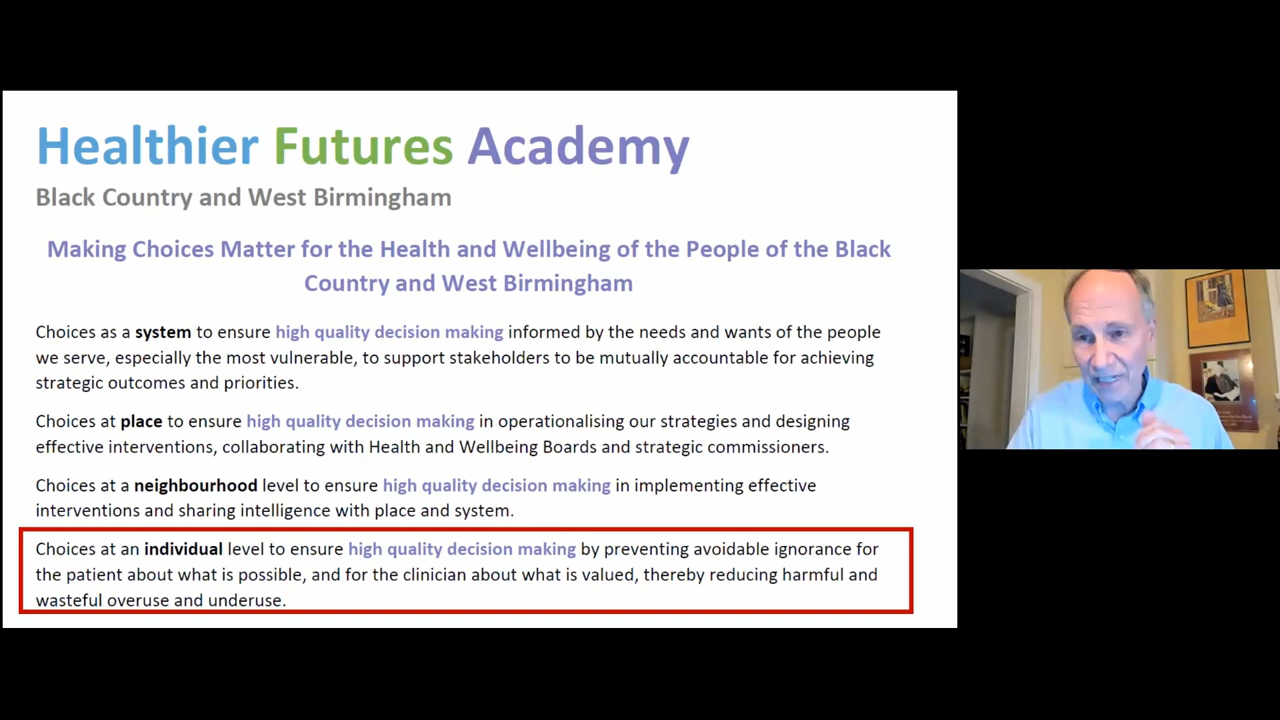 Healthier Futures Academy
Black Country and West Birmingham
Making Choices Matter for the Health and Wellbeing of the People of the Black
Country and West Birmingham
Choices as a system to ensure high quality decision making informed by the needs and wants of the people
we serve, especially the most vulnerable, to support stakeholders to be mutually accountable for achieving
strategic outcomes and priorities.
Choices at place to ensure high quality decision making in operationalising our strategies and designing
effective interventions, collaborating with Health and Wellbeing Boards and strategic commissioners.
Choices at a neighbourhood level to ensure high quality decision making in implementing effective
interventions and sharing intelligence with place and system.
Choices at an individual level to ensure high quality decision making by preventing avoidable ignorance for
the patient about what is possible, and for the clinician about what is valued, thereby reducing harmful and
wasteful overuse and underuse.